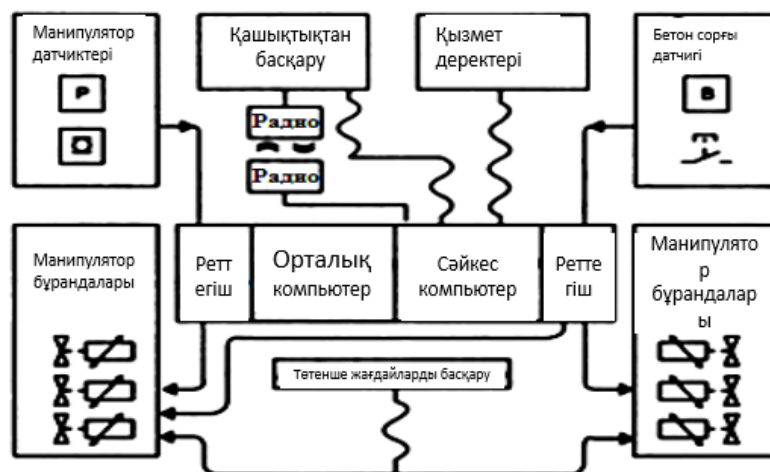 Манипулятор
датчиктері
P
Қашықтықтан
басқару
Қызмет
деректері
Бетон сорғы
датчигі
B
Радио
Радио
Манипулятор
бұрандалары
Ретт
егіш
Орталық
компьютер
Сәйкес
компьютер
Ретте
гіш
Манипулято
р
бұрандалар
ы
Төтенше жағдайларды басқару